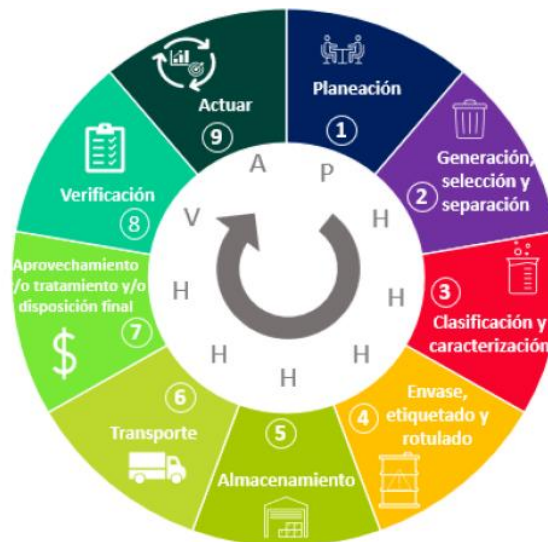 Planeación
1
Generación,
selección y
separación
2
3
Clasificación y
caracterización
Envase,
etiquetado y
rotulado
4
5
Almacenamiento
6
Transporte
Aprovechamiento
y/o tratamiento y/o
disposición final
7
$
Verificación
8
Actuar
9
P
H
H
H
H
H
H
V
A